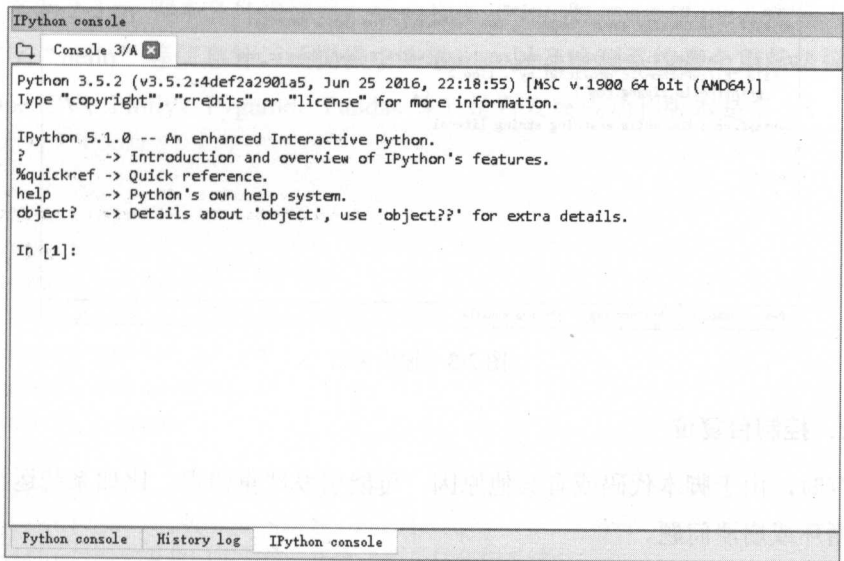 IPython console
Console 3/A
Python 3.5.2 (v3.5.2:4def2a2901a5, Jun 25 2016, 22:18:55) [MSC v.1900 64 bit (AMD64)]
Type "copyright", "credits" or "license" for more information.
IPython 5.1.0 -- An enhanced Interactive Python.
? -> Introduction and overview of IPython's features.
%quickref -> Quick reference.
help -> Python's own help system.
object? -> Details about 'object', use 'object??' for extra details.
In [1]:
Python console History log IPython console